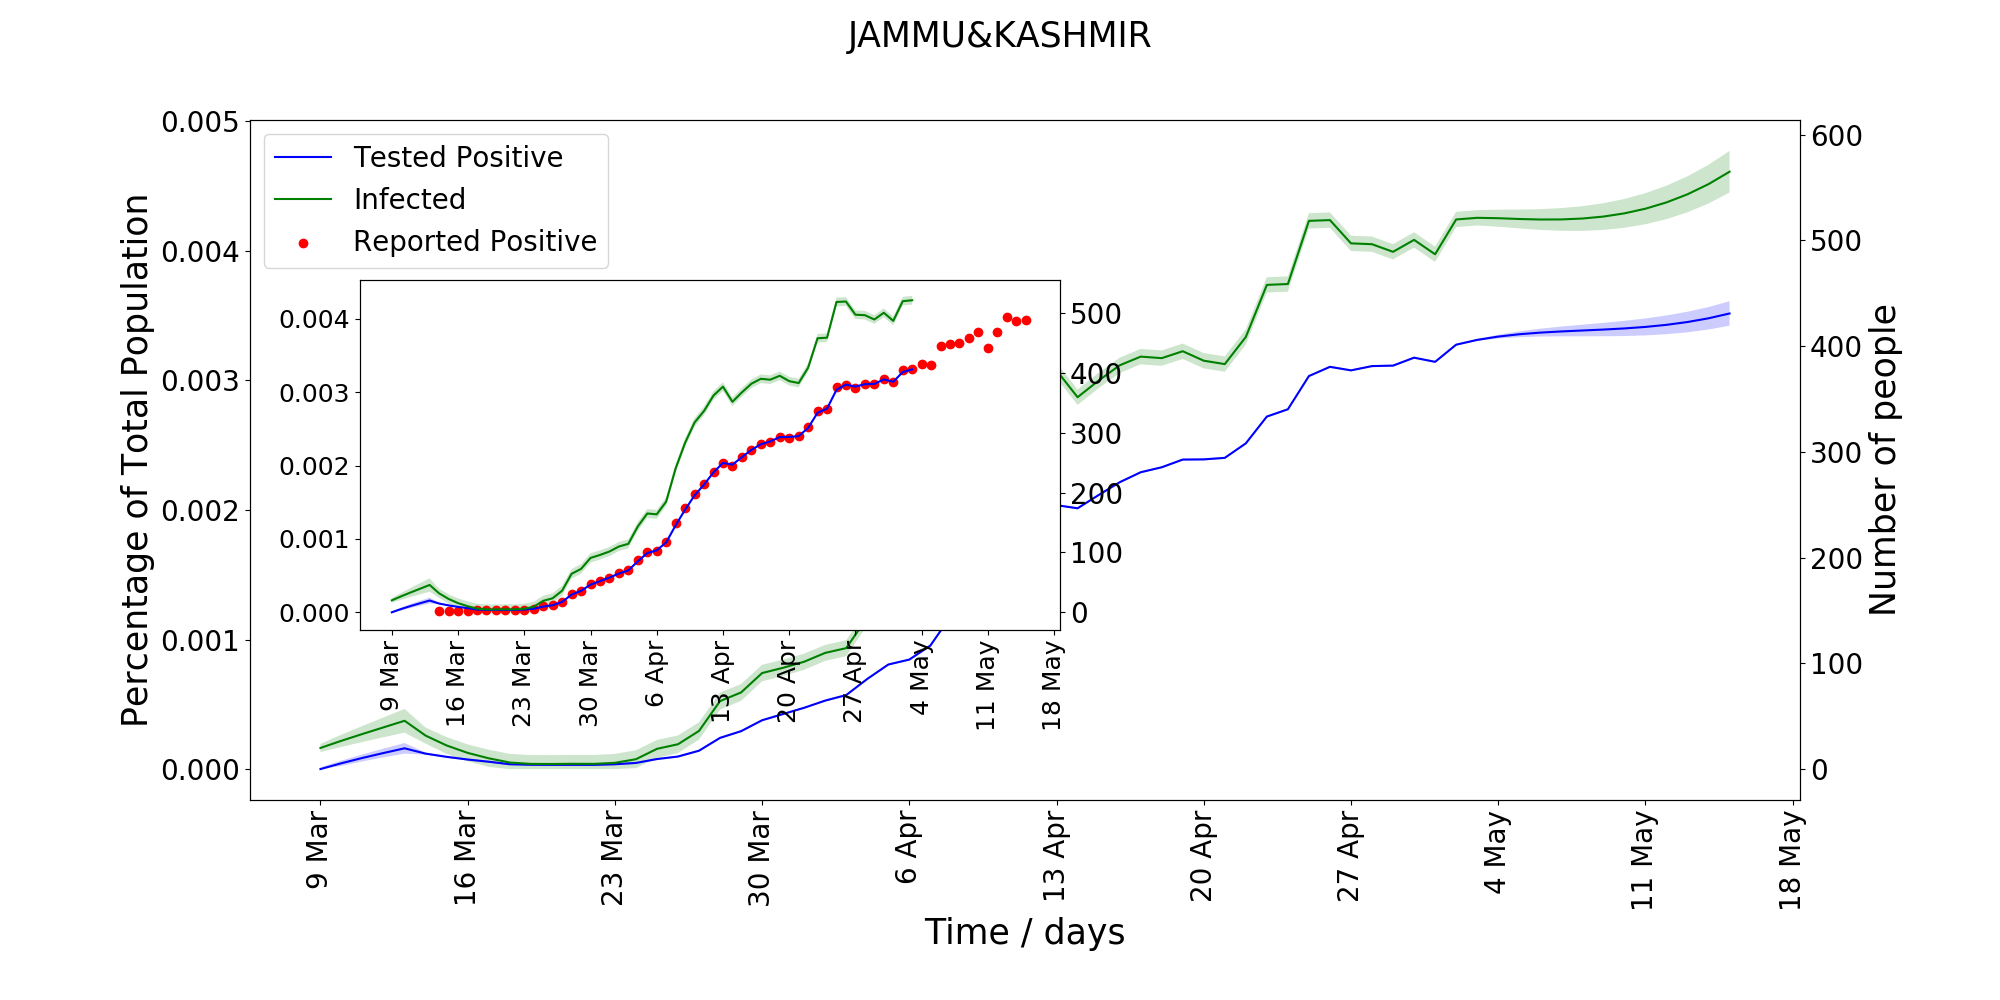 JAMMU&KASHMIR
Percentage of Total Population
0.005
0.004
0.003
0.002
0.001
0.000
Tested Positive
Infected
Reported Positive
0.004
0.003
0.002
0.001
0.000
500
400
300
200
100
0
9 Mar
16 Mar
23 Mar
30 Mar
6 Apr
13 Apr
20 Apr
27 Apr
4 May
11 May
18 May
600
500
400
300
200
100
0
Number of people
9 Mar
16 Mar
23 Mar
30 Mar
6 Apr
13 Apr
20 Apr
27 Apr
4 May
11 May
18 May
Time / days